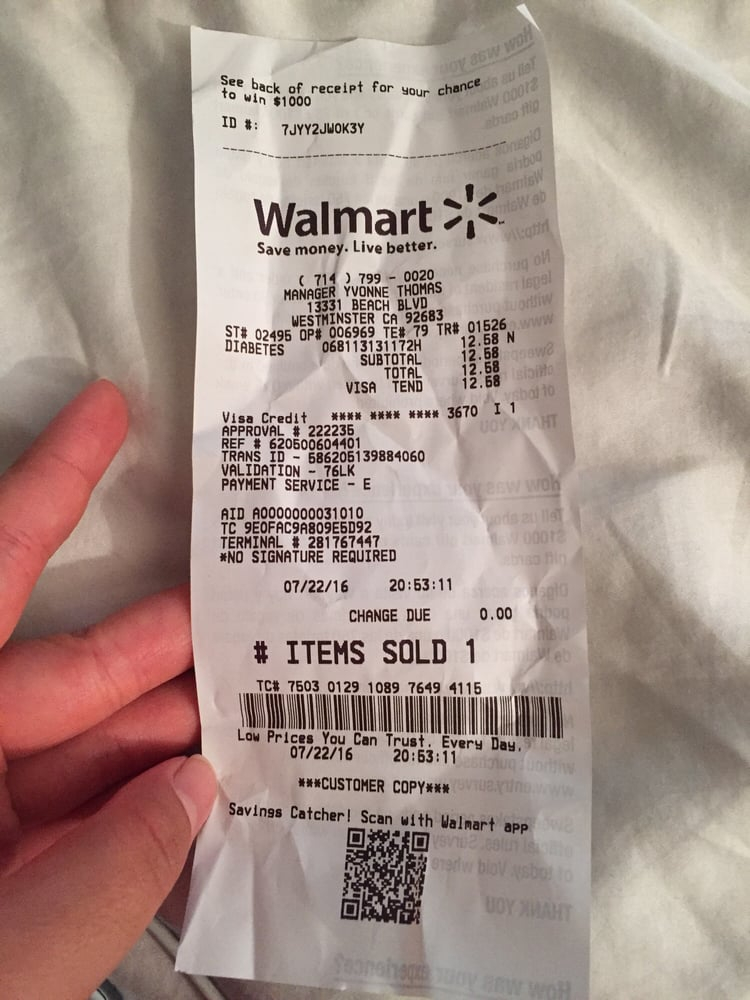 See back of receipt for your chance
to win $1000
ID #: 7JYY2JWOK3Y
Walmart
Save money. Live better.
( 714 ) 799 - 0020
MANAGER YVONNE THOMAS
13331 BEACH BLVD
WESTMINSTER CA 92683
ST# 02495 OP# 006969 TE# 79 TR# 01526
DIABETES 068113131172H 12.58 N
SUBTOTAL 12.58
TOTAL 12.58
VISA TEND 12.58
Visa Credit **** **** **** 3670 I 1
APPROVAL # 222235
REF # 620500604401
TRANS ID - 586205139884060
VALIDATION - 76LK
PAYMENT SERVICE - E
AID A0000000031010
TC 9E0FAC9A809E5D92
TERMINAL # 281767447
*NO SIGNATURE REQUIRED
07/22/16 20:53:11
CHANGE DUE 0.00
# ITEMS SOLD 1
TC# 7503 0129 1089 7649 4115
Low Prices You Can Trust. Every Day.
07/22/16 20:53:11
***CUSTOMER COPY***
Savings Catcher! Scan with Walmart app